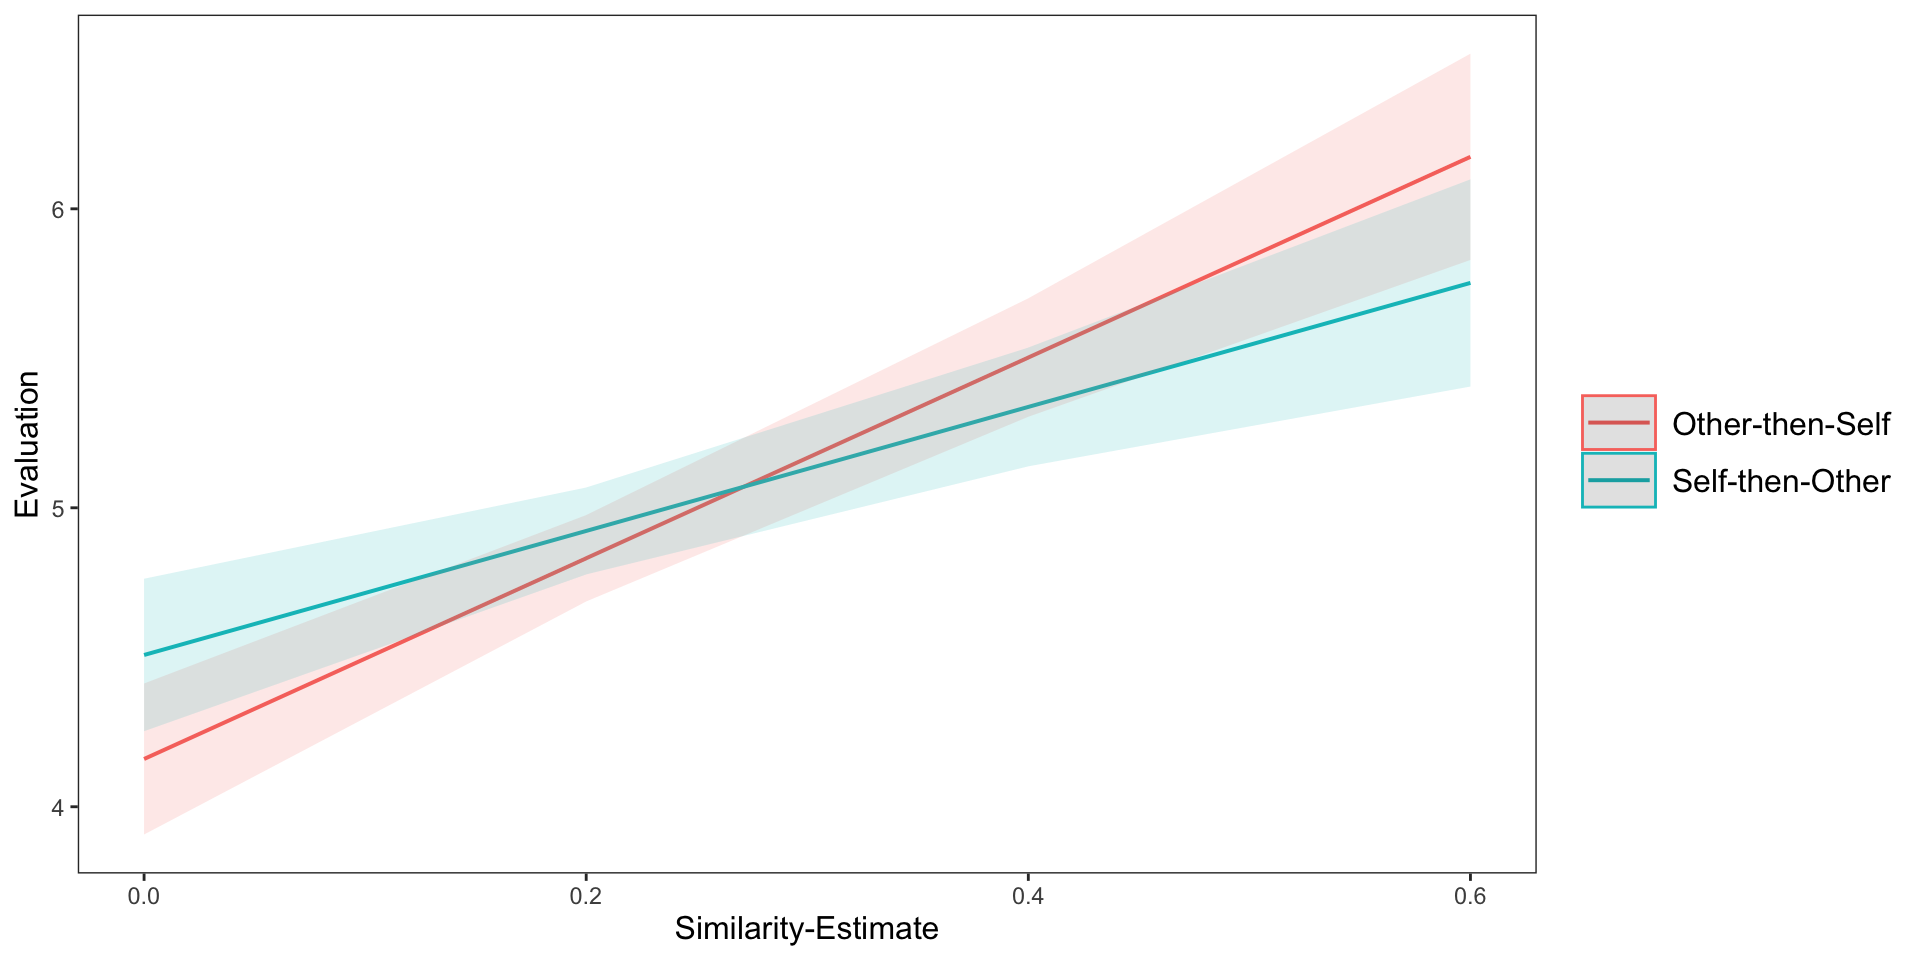 Evaluation
6
5
4
0.0
0.2
0.4
0.6
Similarity-Estimate
Other-then-Self
Self-then-Other